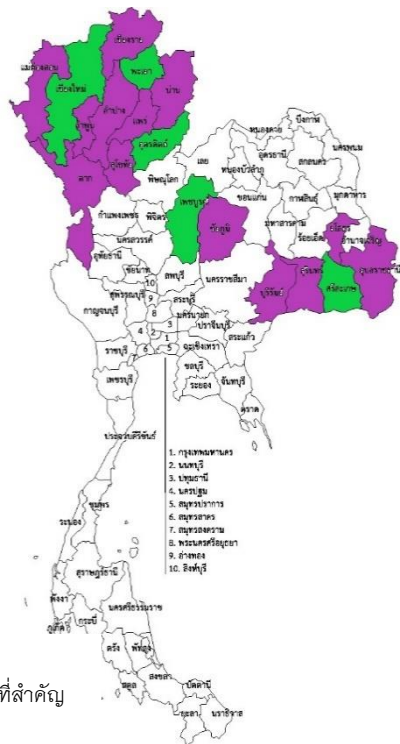 เชียงราย
แม่ฮ่องสอน
พะเยา
เชียงใหม่
น่าน
ลำปาง
แพร่
ลำพูน
อุตรดิตถ์
สุโขทัย
ตาก
บึงกาฬ
หนองคาย
เลย
อุดรธานี
นครพนม
หนองบัวลำภู
สกลนคร
พิษณุโลก
เพชรบูรณ์
ขอนแก่น
กาฬสินธุ์
มุกดาหาร
กำแพงเพชร
พิจิตร
ชัยภูมิ
มหาสารคาม
ร้อยเอ็ด
ยโสธร
อำนาจเจริญ
นครสวรรค์
อุทัยธานี
ชัยนาท
ลพบุรี
นครราชสีมา
บุรีรัมย์
สุรินทร์
ศรีสะเกษ
อุบลราชธานี
10
สุพรรณบุรี
9
สระบุรี
กาญจนบุรี
8
นครนายก
4
2
3
ปราจีนบุรี
1
สระแก้ว
ราชบุรี
6
5
ฉะเชิงเทรา
ชลบุรี
เพชรบุรี
ระยอง
จันทบุรี
ตราด
ประจวบคีรีขันธ์
1. กรุงเทพมหานคร
2. นนทบุรี
3. ปทุมธานี
4. นครปฐม
5. สมุทรปราการ
6. สมุทรสาคร
7. สมุทรสงคราม
8. พระนครศรีอยุธยา
9. อ่างทอง
10. สิงห์บุรี
ชุมพร
ระนอง
สุราษฎร์ธานี
พังงา
นครศรีธรรมราช
ภูเก็ต
กระบี่
ตรัง
พัทลุง
สตูล
สงขลา
ปัตตานี
ยะลา
นราธิวาส
ที่สำคัญ